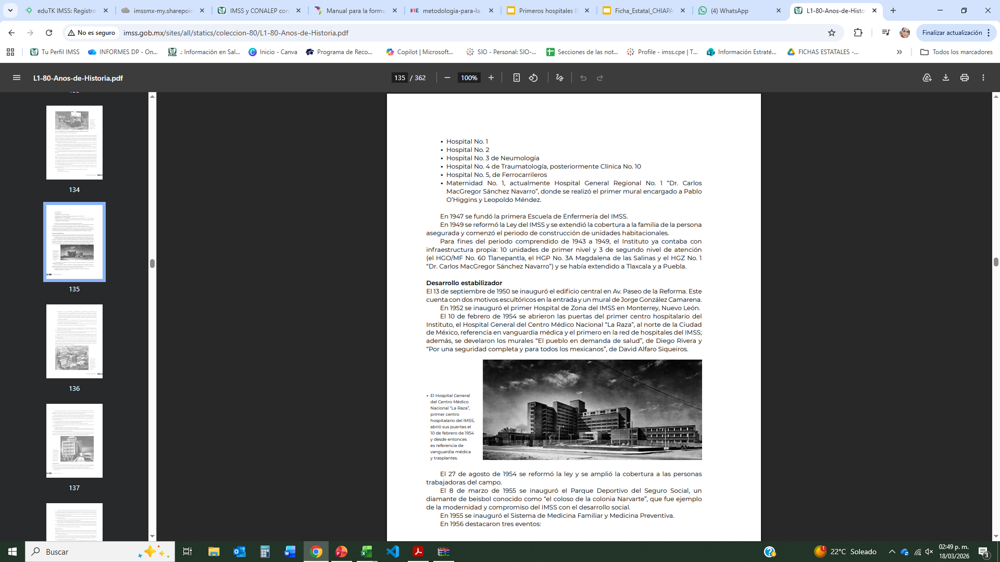 eduTK IMSS: Registro
imssmx-my.sharepoin
IMSS y CONALEP con
Manual para la formu
metodologia-para-la-
Primeros hospitales I
Ficha_Estatal_CHIAPA
(4) WhatsApp
L1-80-Anos-de-Histo
No es seguro
imss.gob.mx/sites/all/statics/coleccion-80/L1-80-Anos-de-Historia.pdf
Finalizar actualización
Tu Perfil IMSS
INFORMES DP - On...
.: Información en Sal...
Inicio - Canva
Programa de Reco...
Copilot | Microsoft...
SIO - Personal: SIO-...
Secciones de las not...
Profile - imss.cpe | T...
Información Estraté...
FICHAS ESTATALES -...
Todos los marcadores
L1-80-Anos-de-Historia.pdf
135 / 362
100%
134
135
136
137
▪ Hospital No. 1
▪ Hospital No. 2
▪ Hospital No. 3 de Neumología
▪ Hospital No. 4 de Traumatología, posteriormente Clínica No. 10
▪ Hospital No. 5, de Ferrocarrileros
▪ Maternidad No. 1, actualmente Hospital General Regional No. 1 “Dr. Carlos
MacGregor Sánchez Navarro”, donde se realizó el primer mural encargado a Pablo
O’Higgins y Leopoldo Méndez.
En 1947 se fundó la primera Escuela de Enfermería del IMSS.
En 1949 se reformó la Ley del IMSS y se extendió la cobertura a la familia de la persona
asegurada y comenzó el periodo de construcción de unidades habitacionales.
Para fines del periodo comprendido de 1943 a 1949, el Instituto ya contaba con
infraestructura propia: 10 unidades de primer nivel y 3 de segundo nivel de atención
(el HGO/MF No. 60 Tlanepantla, el HGP No. 3A Magdalena de las Salinas y el HGZ No. 1
“Dr. Carlos MacGregor Sánchez Navarro”) y se había extendido a Tlaxcala y a Puebla.
Desarrollo estabilizador
El 13 de septiembre de 1950 se inauguró el edificio central en Av. Paseo de la Reforma. Este
cuenta con dos motivos escultóricos en la entrada y un mural de Jorge González Camarena.
En 1952 se inauguró el primer Hospital de Zona del IMSS en Monterrey, Nuevo León.
El 10 de febrero de 1954 se abrieron las puertas del primer centro hospitalario del
Instituto, el Hospital General del Centro Médico Nacional “La Raza”, al norte de la Ciudad
de México, referencia en vanguardia médica y el primero en la red de hospitales del IMSS;
además, se develaron los murales “El pueblo en demanda de salud”, de Diego Rivera y
“Por una seguridad completa y para todos los mexicanos”, de David Alfaro Siqueiros.
▪ El Hospital General
del Centro Médico
Nacional “La Raza”,
primer centro
hospitalario del IMSS,
abrió sus puertas el
10 de febrero de 1954
y desde entonces
es referencia de
vanguardia médica
y trasplantes.
El 27 de agosto de 1954 se reformó la ley y se amplió la cobertura a las personas
trabajadoras del campo.
El 8 de marzo de 1955 se inauguró el Parque Deportivo del Seguro Social, un
diamante de beisbol conocido como “el coloso de la colonia Narvarte”, que fue ejemplo
de la modernidad y compromiso del IMSS con el desarrollo social.
En 1955 se inauguró el Sistema de Medicina Familiar y Medicina Preventiva.
En 1956 destacaron tres eventos:
Buscar
22°C Soleado
02:49 p. m.
18/03/2026
3